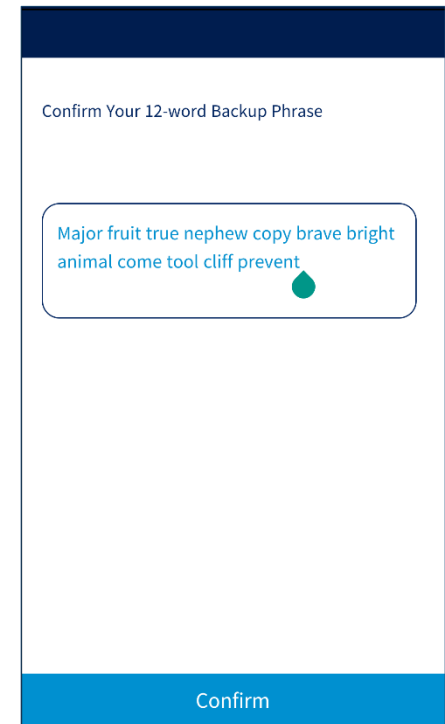 Confirm Your 12-word Backup Phrase
Major fruit true nephew copy brave bright
animal come tool cliff prevent
Confirm